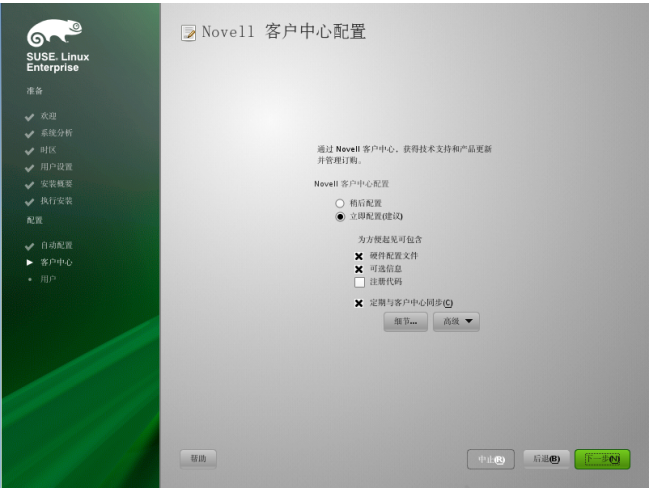 SUSE. Linux
Enterprise
准备
欢迎
系统分析
时区
用户设置
安装概要
执行安装
配置
自动配置
客户中心
用户
Novell 客户中心配置
通过 Novell 客户中心，获得技术支持和产品更新
并管理订购。
Novell 客户中心配置
稍后配置
立即配置(建议)
为方便起见可包含
硬件配置文件
可选信息
注册代码
定期与客户中心同步(C)
细节...
高级
帮助
中止(R)
后退(B)
下一步(N)